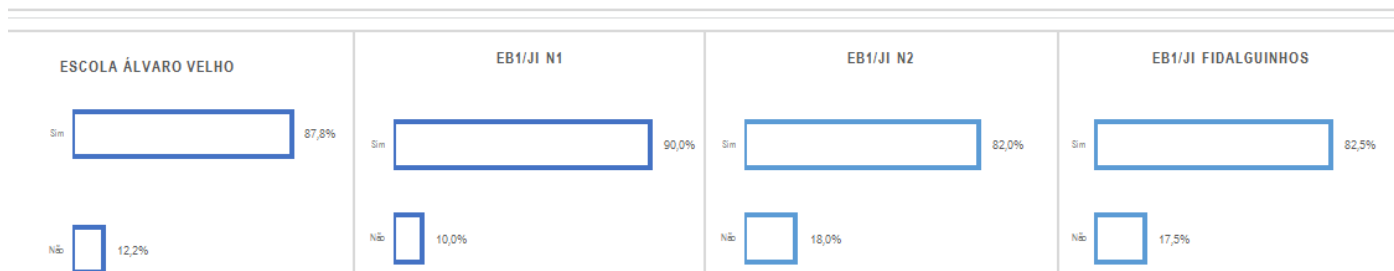 ESCOLA ÁLVARO VELHO
Sim 87,8%
Não 12,2%
EB1/JI N1
Sim 90,0%
Não 10,0%
EB1/JI N2
Sim 82,0%
Não 18,0%
EB1/JI FIDALGUINHOS
Sim 82,5%
Não 17,5%